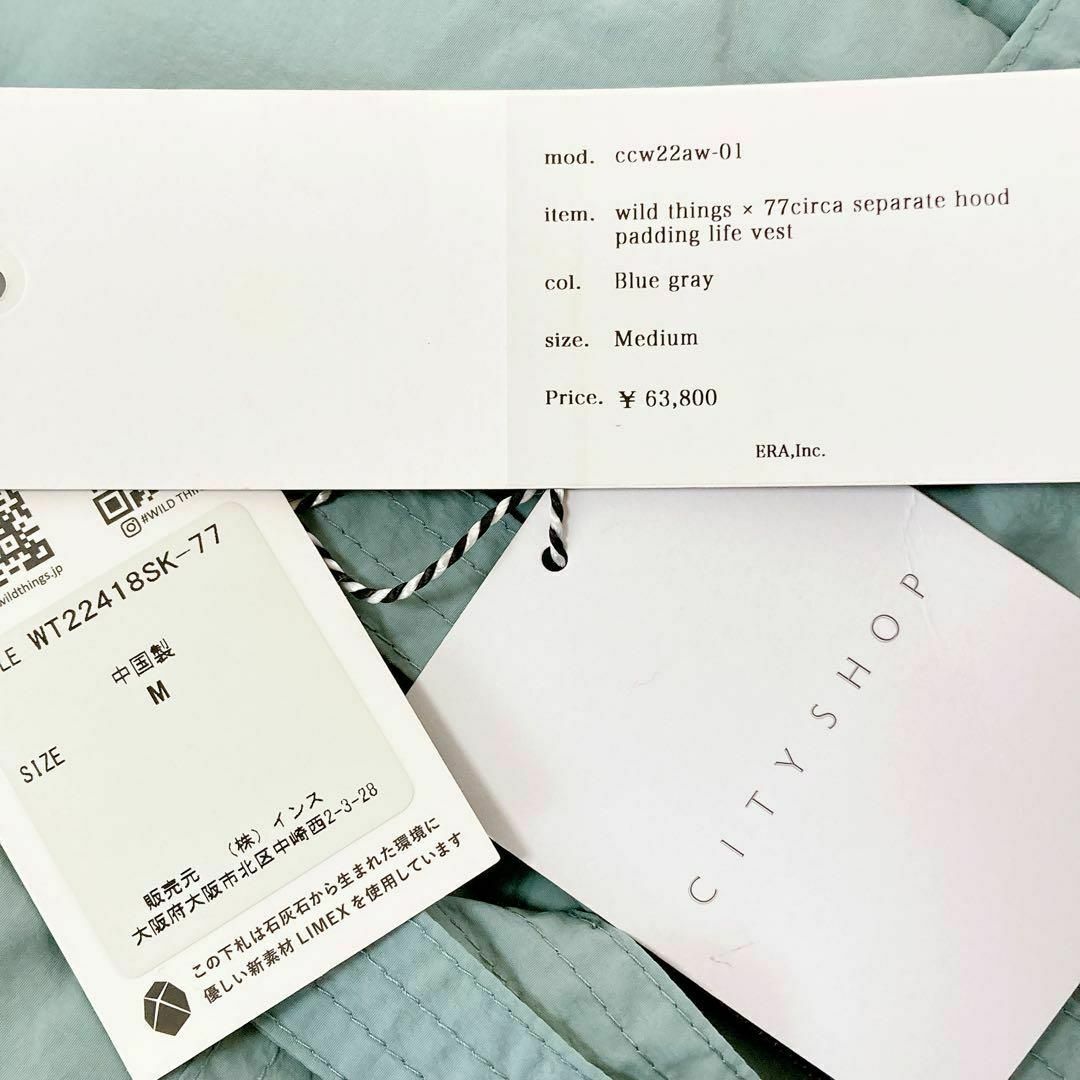 mod. ccw22aw-01
item. wild things × 77circa separate hood
padding life vest
col. Blue gray
size. Medium
Price. ¥ 63,800
ERA,Inc.
#WILD THIN
wildthings.jp
LE WT22418SK-77
中国製
M
SIZE
販売元 (株) インス
大阪府大阪市北区中崎西2-3-28
この下札は石灰石から生まれた環境に
優しい新素材 LIMEX を使用しています
CITYSHOP